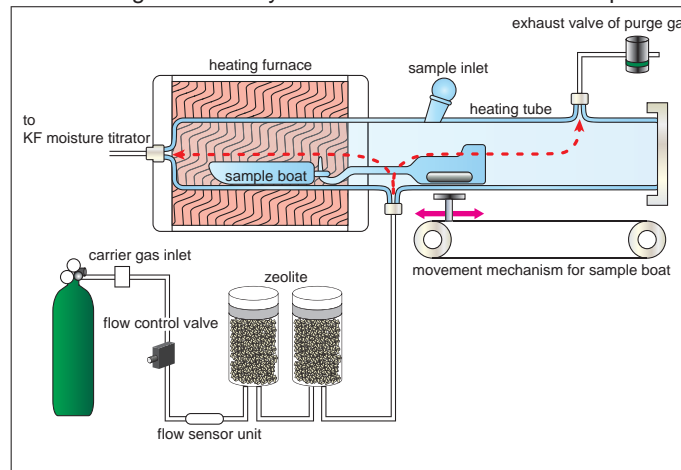 exhaust valve of purge ga
heating furnace
sample inlet
heating tube
to
KF moisture titrator
sample boat
carrier gas inlet
zeolite
movement mechanism for sample boat
flow control valve
flow sensor unit